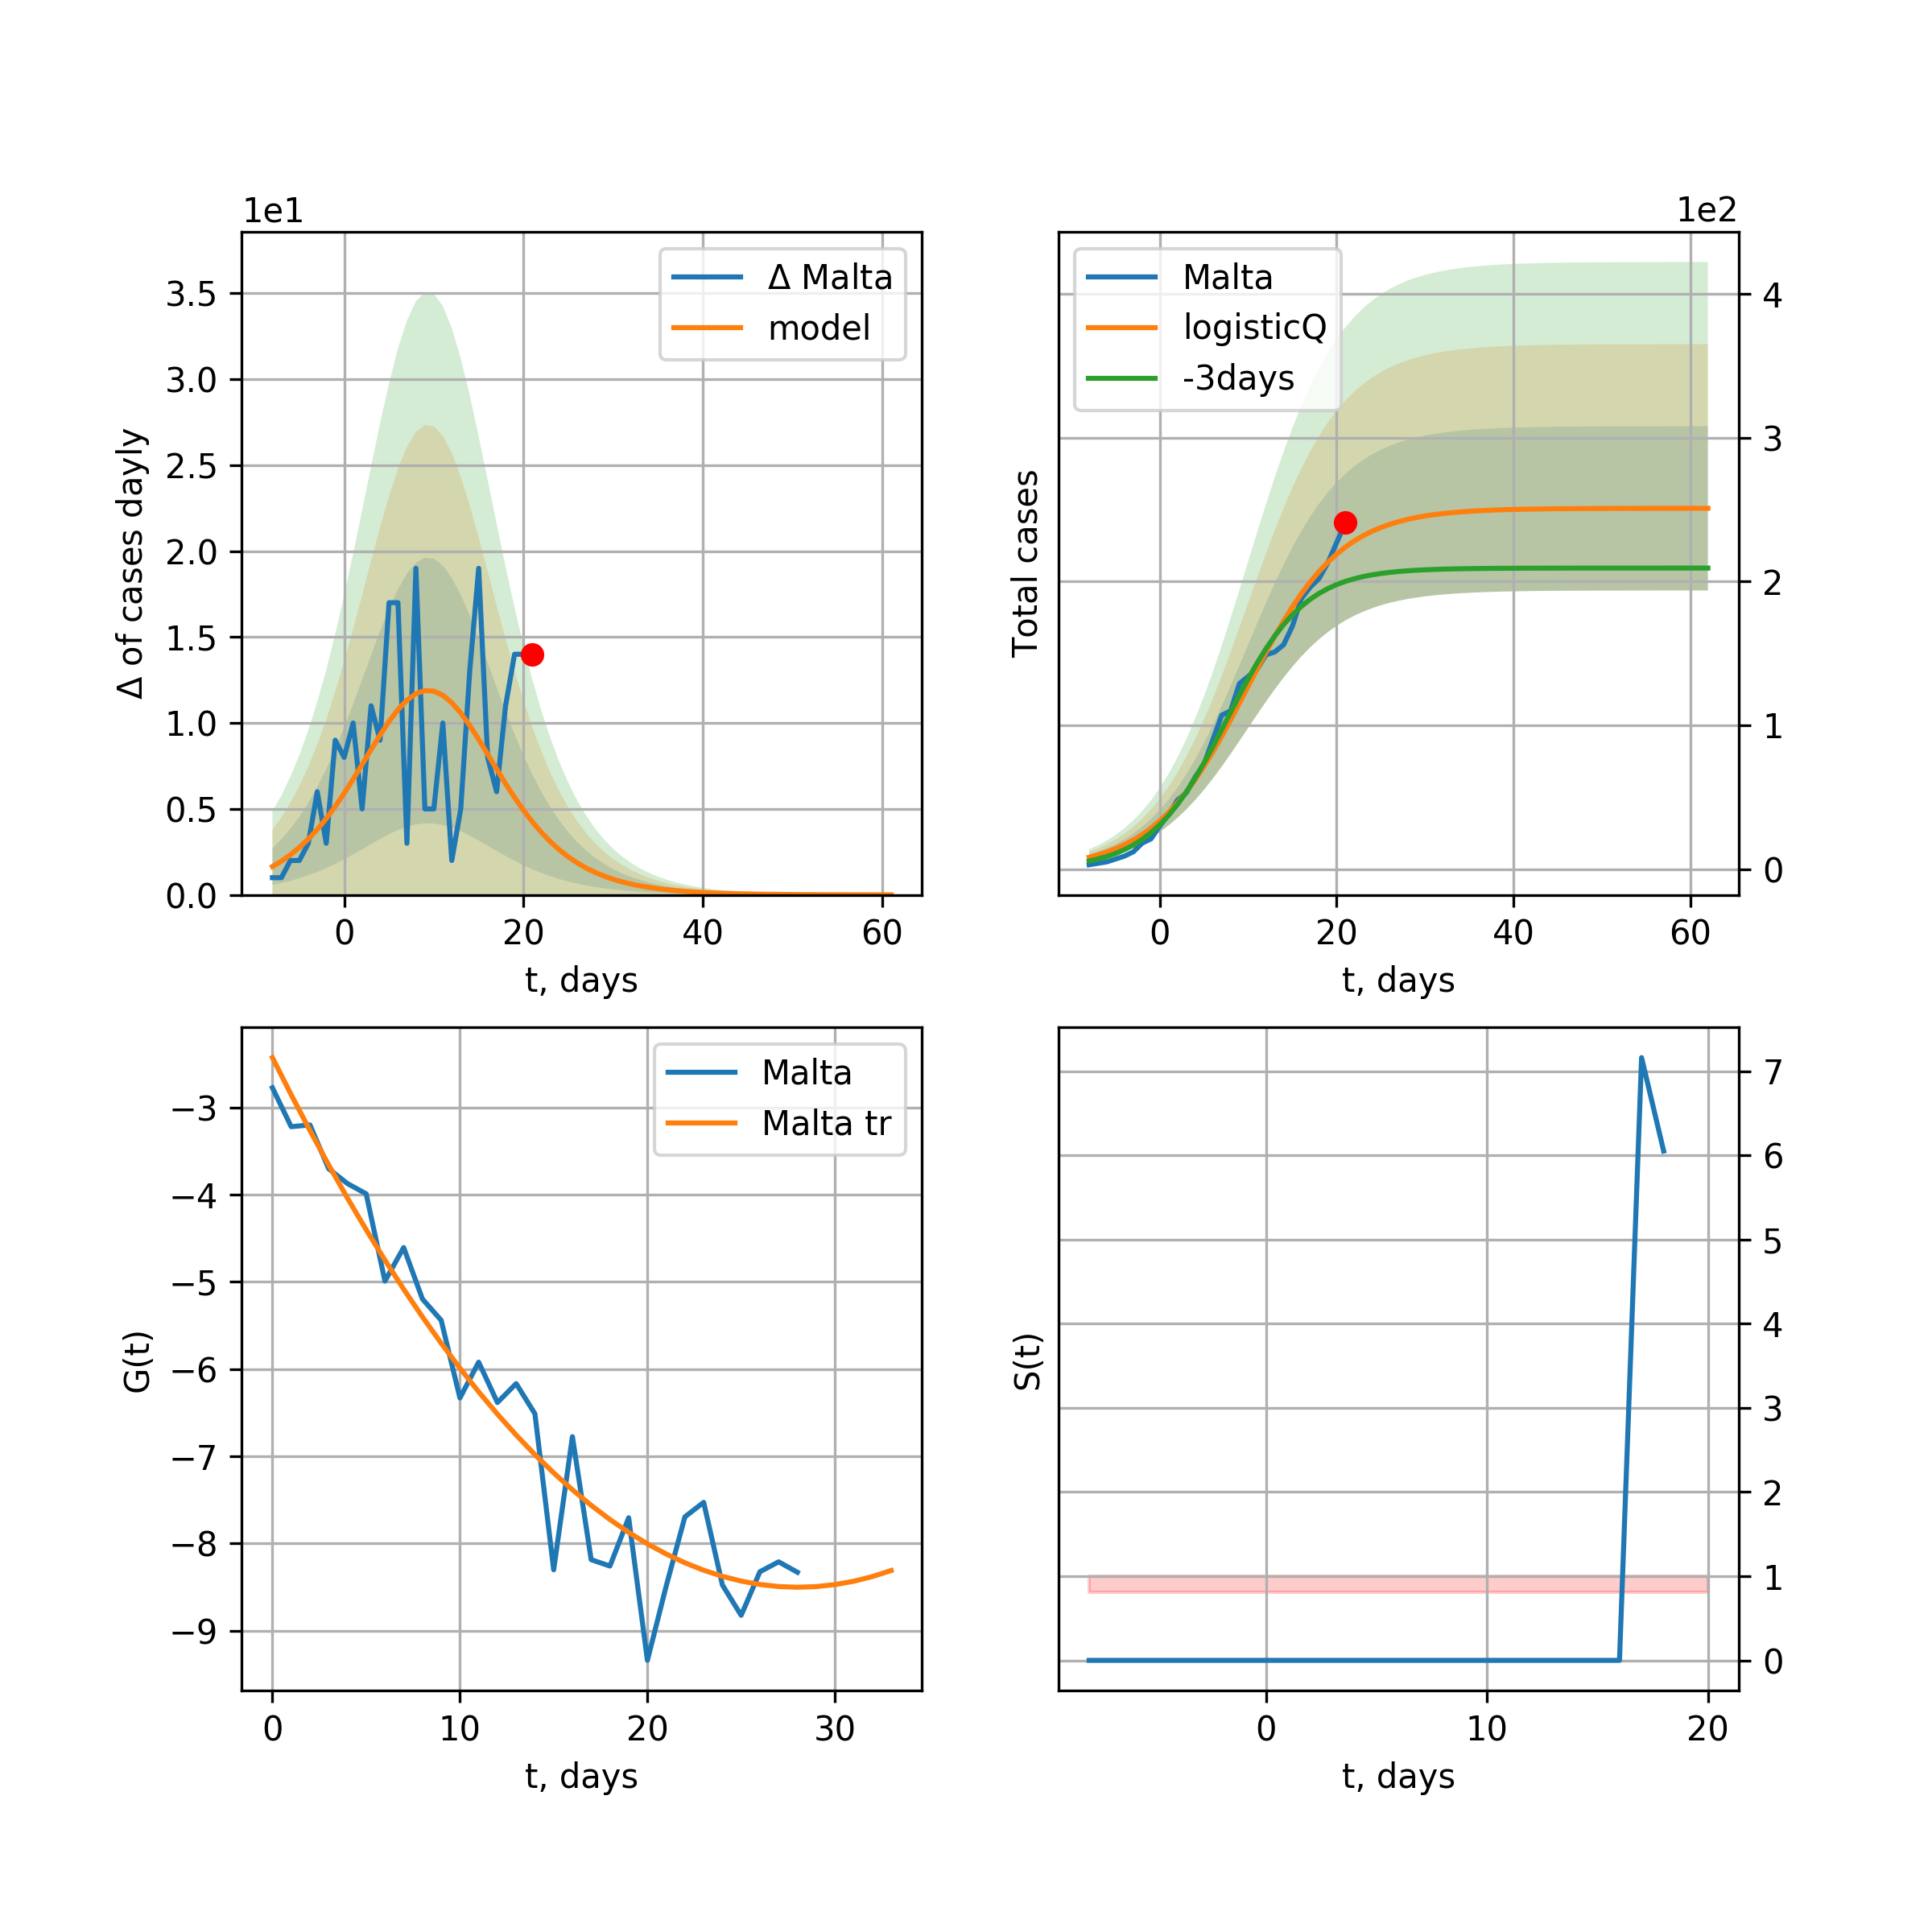 1e1
3.5
3.0
2.5
2.0
1.5
1.0
0.5
0.0
Δ of cases dayly
Δ Malta
model
0 20 40 60
t, days
1e2
Total cases
Malta
logisticQ
-3days
4
3
2
1
0
0 20 40 60
t, days
−3
−4
−5
−6
−7
−8
−9
G(t)
Malta
Malta tr
0 10 20 30
t, days
S(t)
7
6
5
4
3
2
1
0
0 10 20
t, days